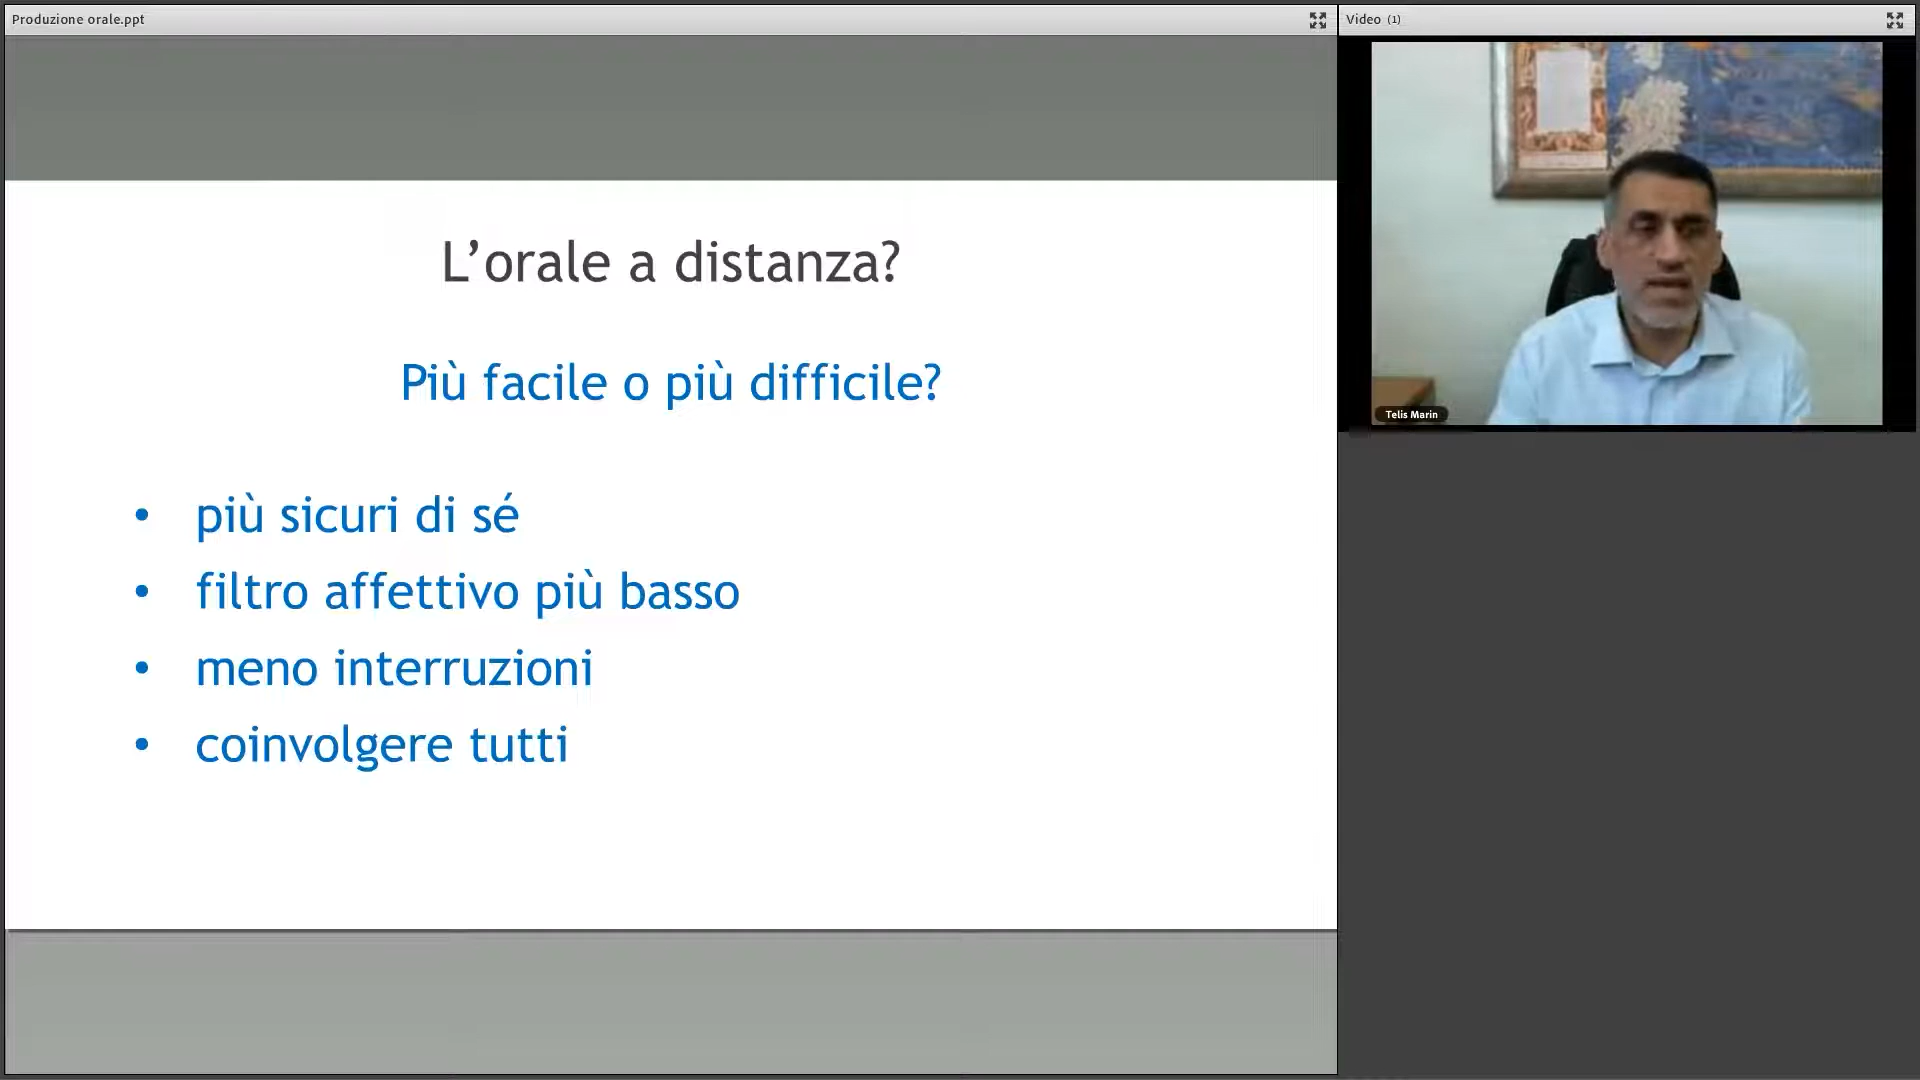 Produzione orale.ppt
Video (1)
L’orale a distanza?
Più facile o più difficile?
• più sicuri di sé
• filtro affettivo più basso
• meno interruzioni
• coinvolgere tutti
Telis Marin